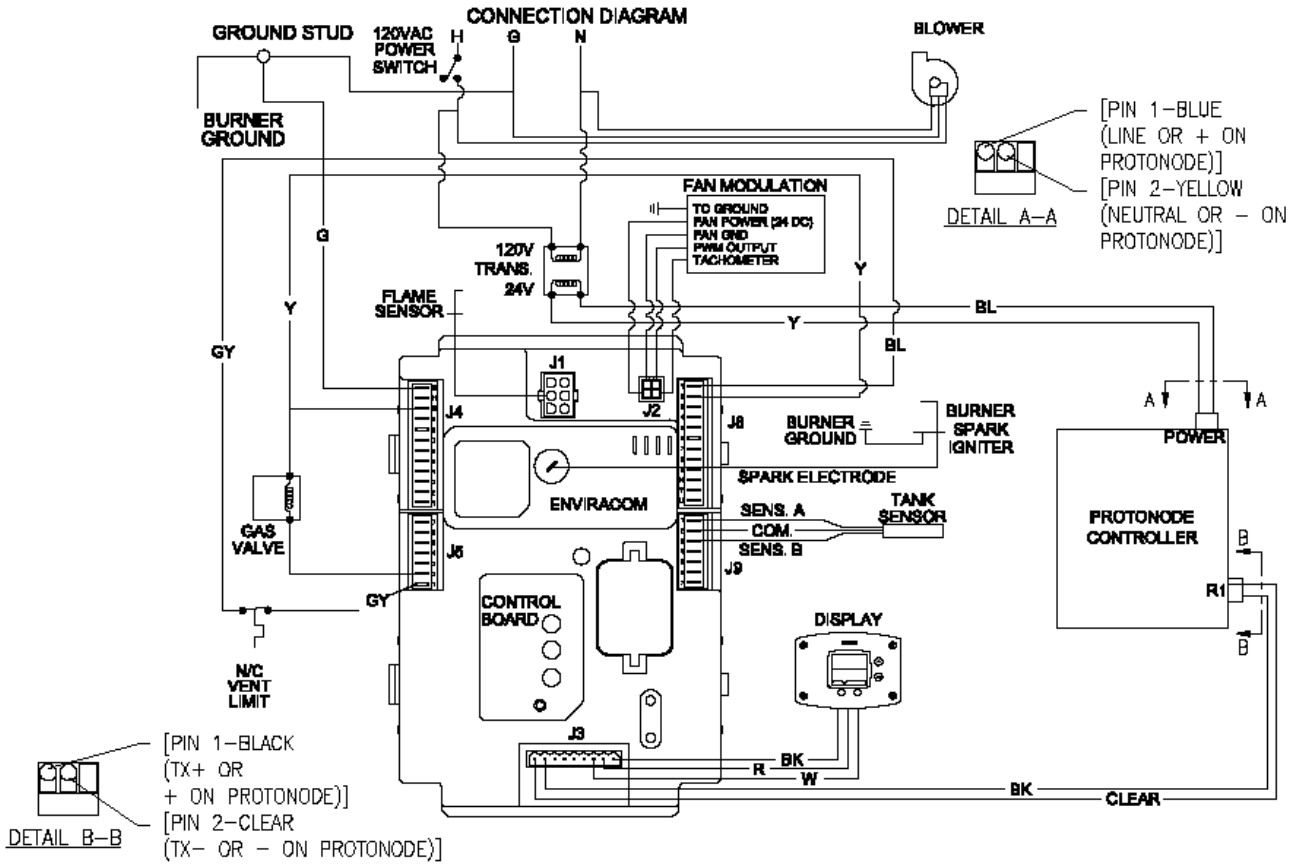 CONNECTION DIAGRAM
GROUND STUD
120VAC
POWER
SWITCH
H
G
N
BLOWER
BURNER
GROUND
[PIN 1-BLUE
(LINE OR + ON
PROTONODE)]
[PIN 2-YELLOW
(NEUTRAL OR - ON
PROTONODE)]
DETAIL A-A
FAN MODULATION
TO GROUND
FAN POWER (24 DC)
FAN GND
PWM OUTPUT
TACHOMETER
G
120V
TRANS.
24V
Y
Y
FLAME
SENSOR
BL
Y
BL
GY
J1
J2
J4
J8
A
A
BURNER
GROUND
BURNER
SPARK
IGNITER
POWER
SPARK ELECTRODE
ENVIRACOM
SENS. A
COM.
SENS. B
TANK
SENSOR
GAS
VALVE
J5
J9
PROTONODE
CONTROLLER
B
R1
B
GY
CONTROL
BOARD
DISPLAY
N/C
VENT
LIMIT
J3
BK
R
W
BK
CLEAR
[PIN 1-BLACK
(TX+ OR
+ ON PROTONODE)]
[PIN 2-CLEAR
(TX- OR - ON PROTONODE)]
DETAIL B-B